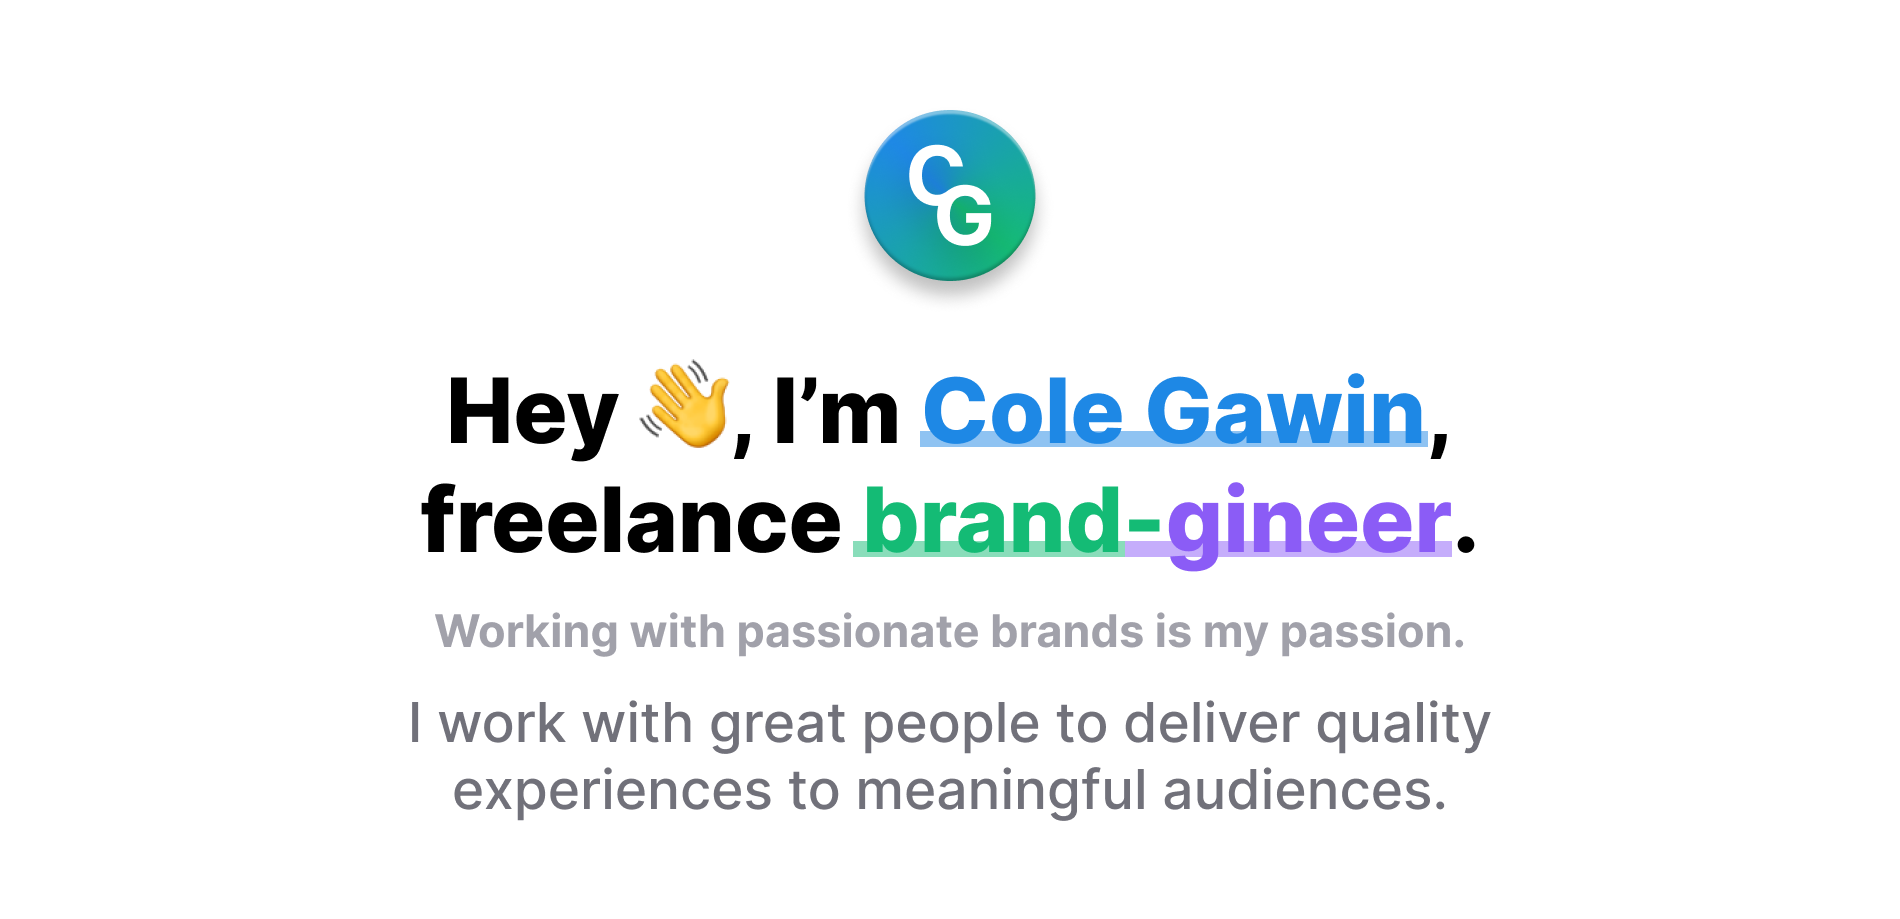 CG
Hey 👋, I’m Cole Gawin,
freelance brand-gineer.
Working with passionate brands is my passion.
I work with great people to deliver quality
experiences to meaningful audiences.